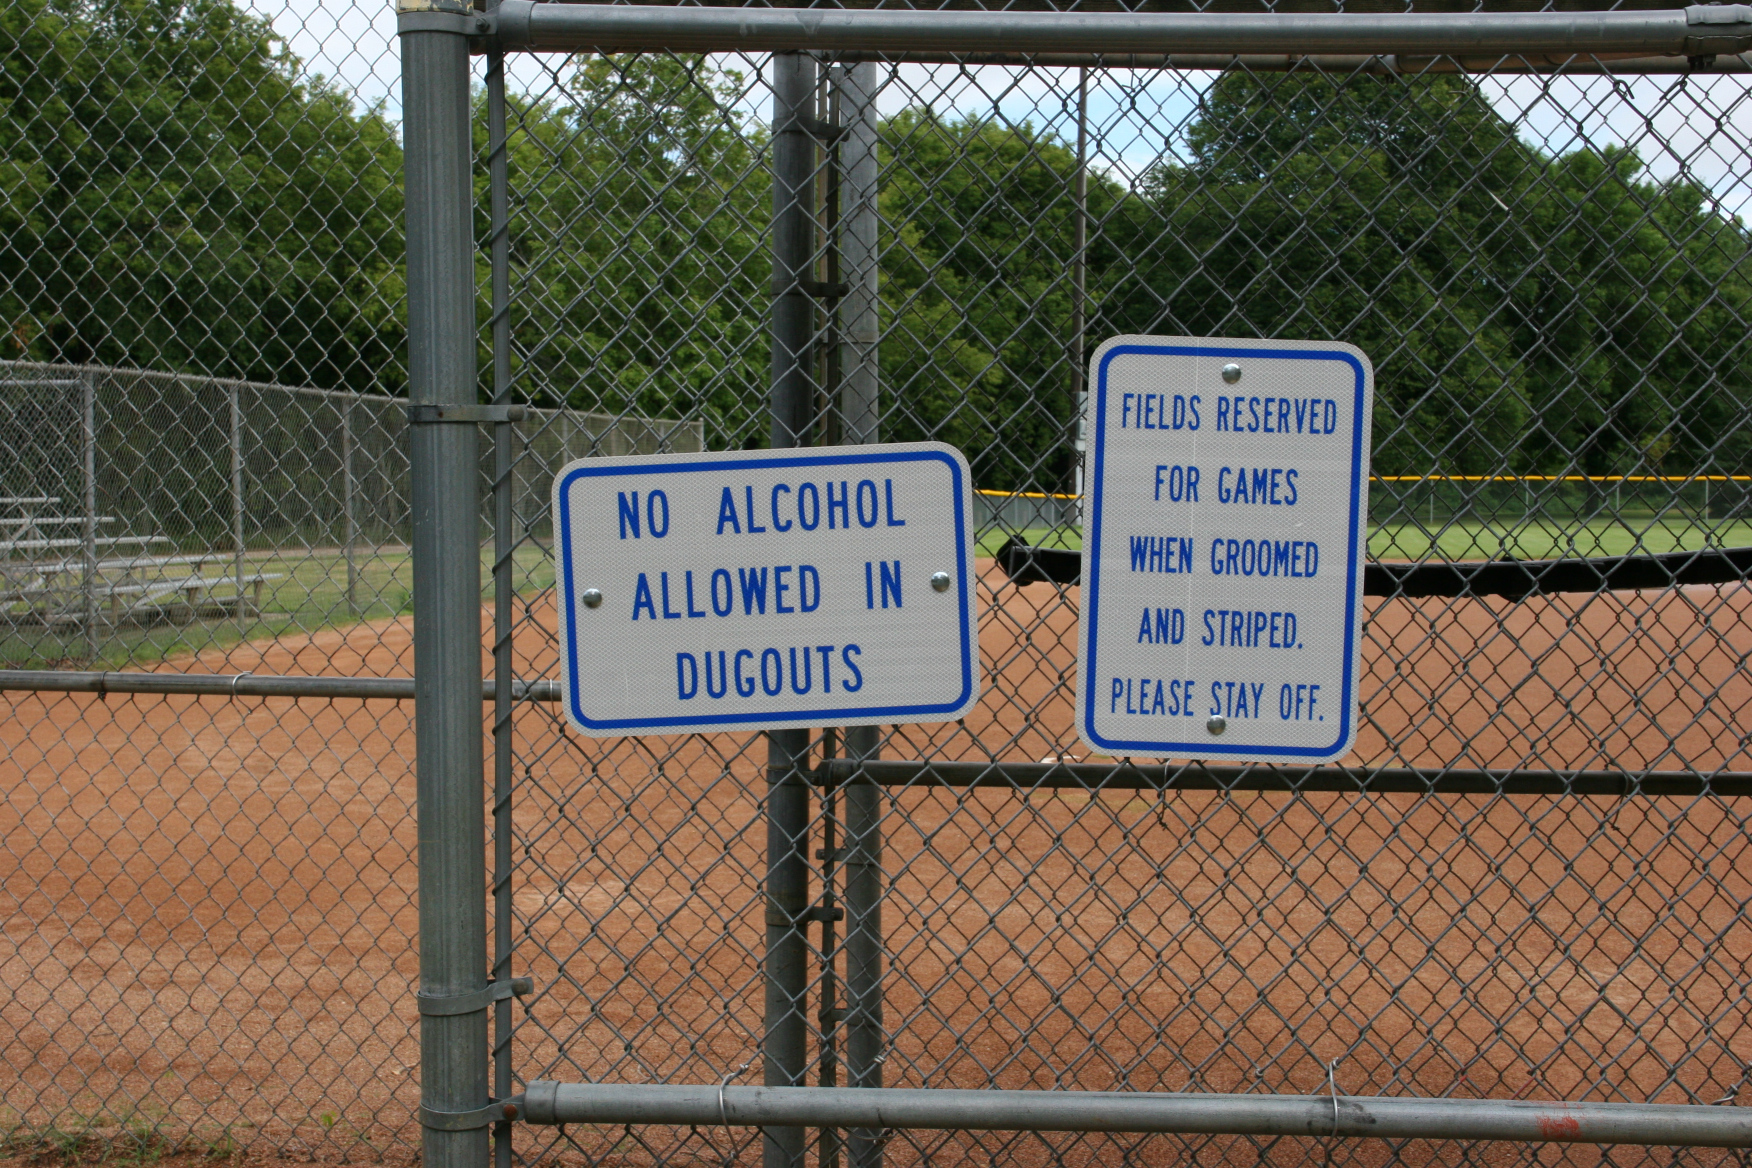 NO ALCOHOL
ALLOWED IN
DUGOUTS
FIELDS RESERVED
FOR GAMES
WHEN GROOMED
AND STRIPED.
PLEASE STAY OFF.